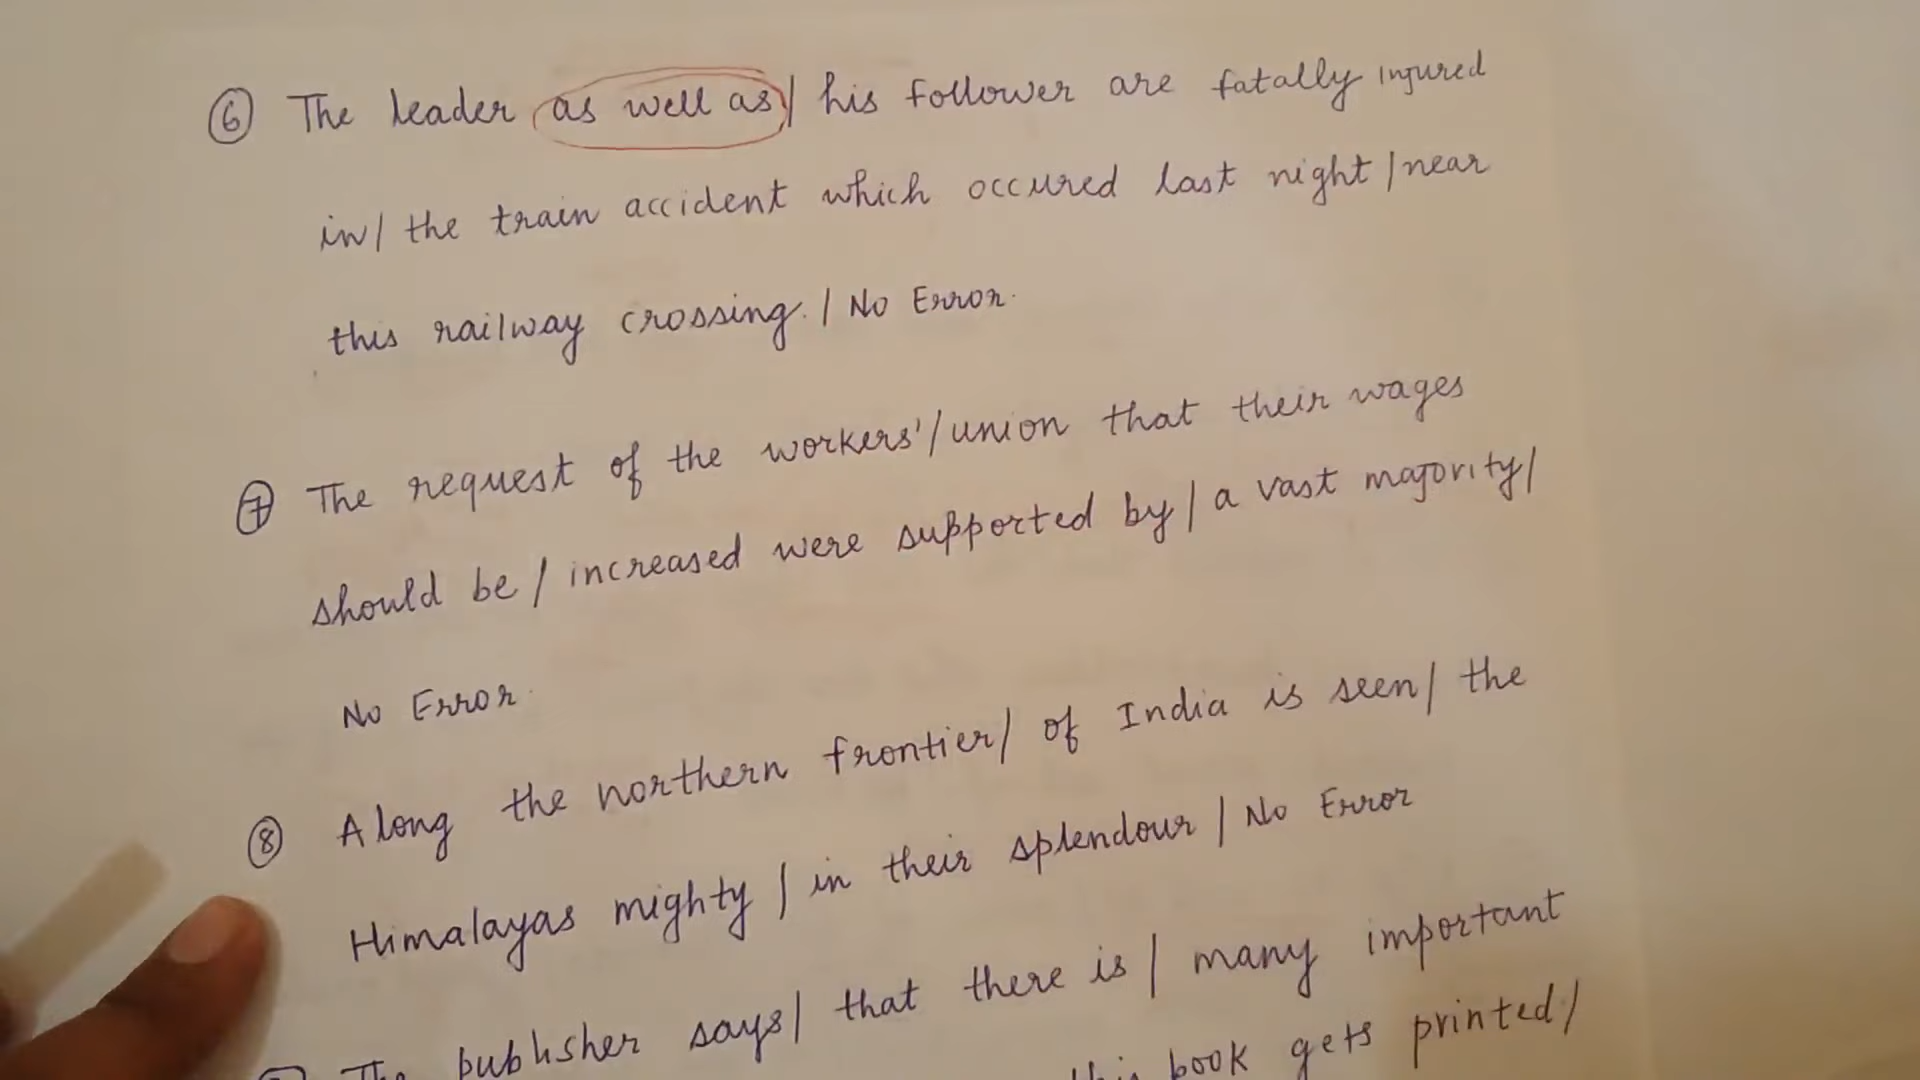 ⑥ The leader as well as/ his follower are fatally injured
in/ the train accident which occured last night /near
this railway crossing. / No Error.
⑦ The request of the workers'/union that their wages
should be / increased were supported by / a vast majority/
No Error.
⑧ Along the northern frontier/ of India is seen/ the
Himalayas mighty / in their splendour / No Error
The publisher says/ that there is / many important
this book gets printed/